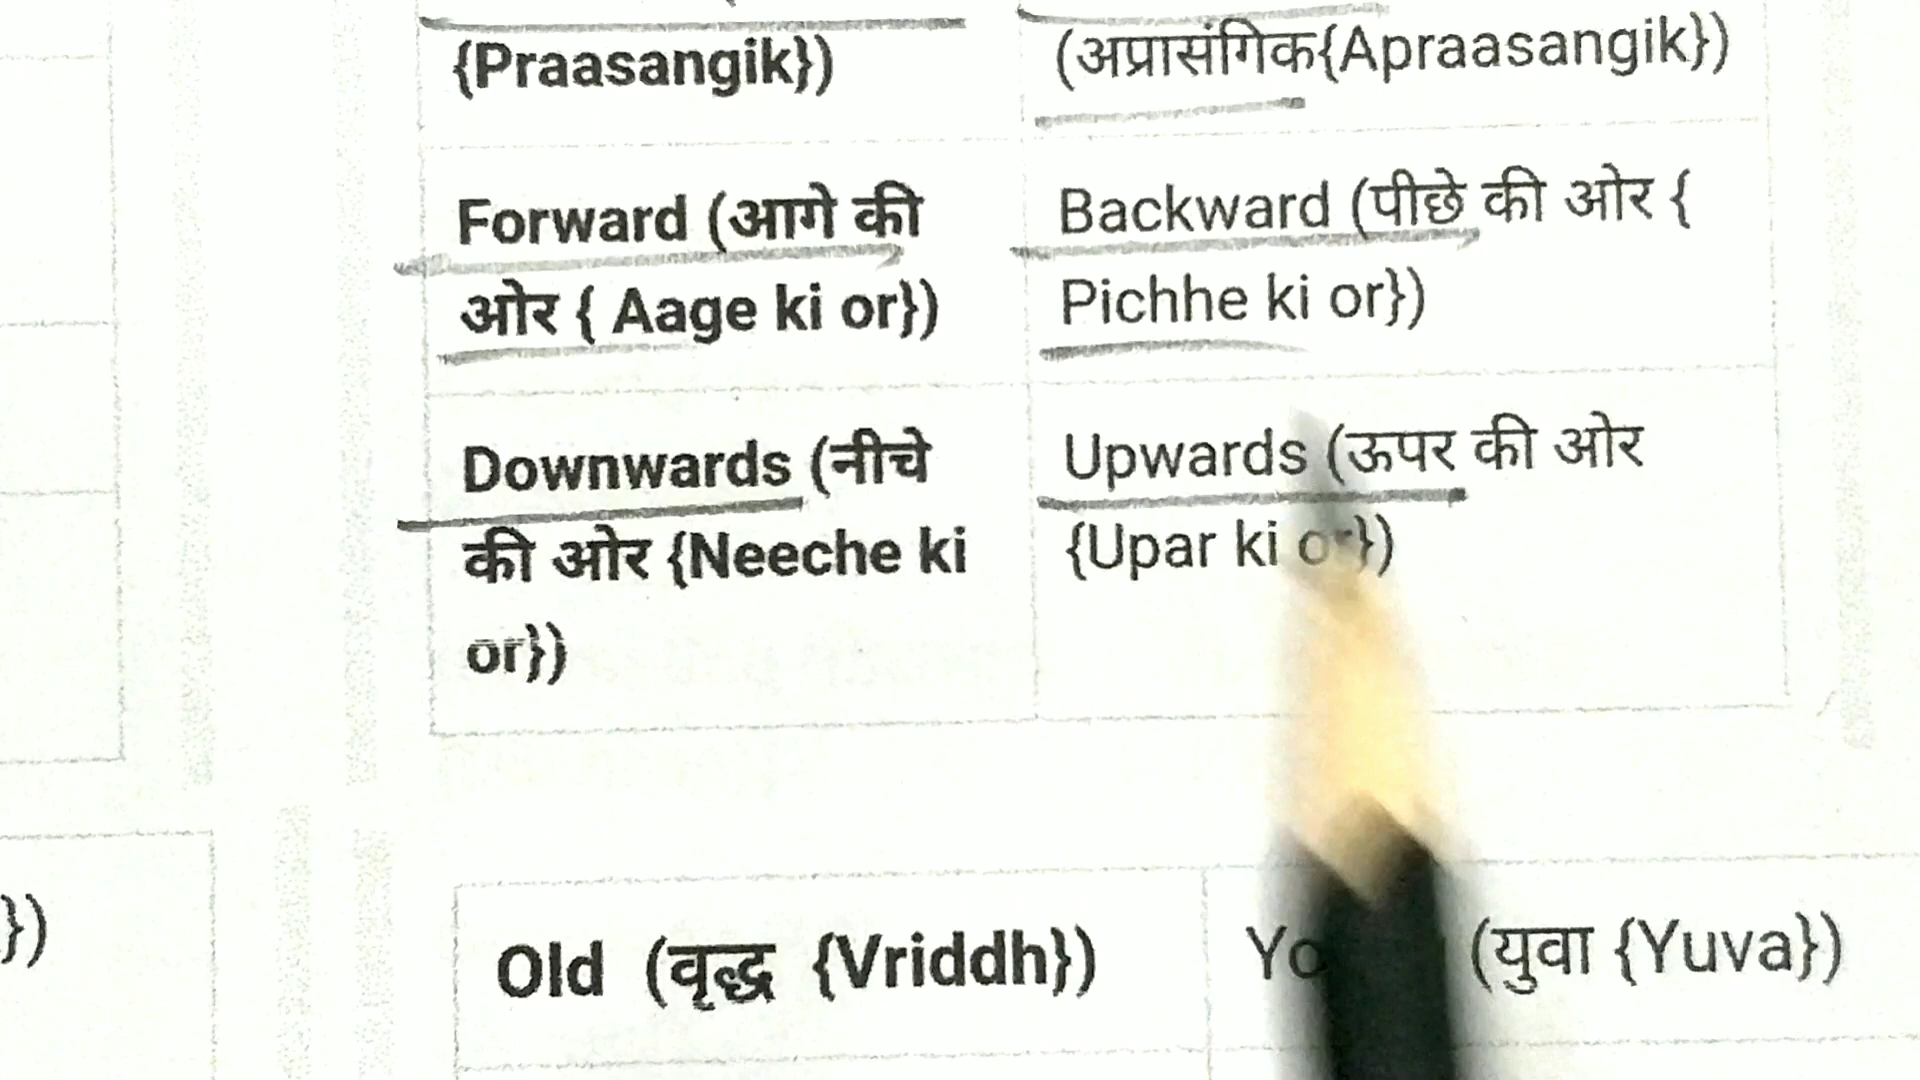 {Praasangik})
(अप्रासंगिक{Apraasangik})
Forward (आगे की
ओर { Aage ki or})
Backward (पीछे की ओर {
Pichhe ki or})
Downwards (नीचे
की ओर {Neeche ki
or})
Upwards (ऊपर की ओर
{Upar ki or})
})
Old (वृद्ध {Vriddh})
(युवा {Yuva})